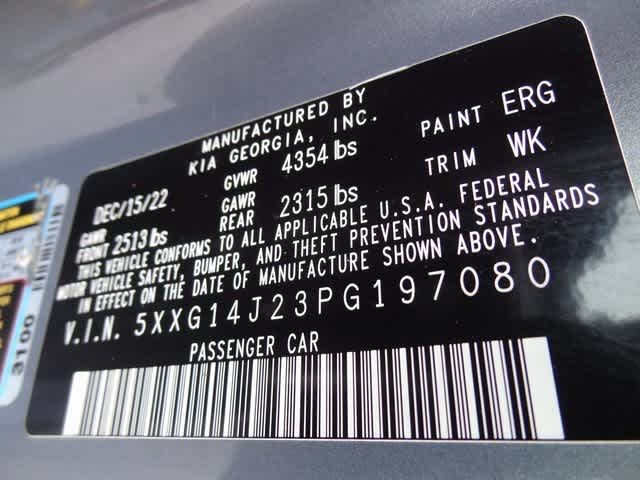 MANUFACTURED BY
KIA GEORGIA, INC.
DEC/15/22 GVWR 4354 lbs PAINT ERG
GAWR FRONT 2513 lbs GAWR REAR 2315 lbs TRIM WK
THIS VEHICLE CONFORMS TO ALL APPLICABLE U.S.A. FEDERAL
MOTOR VEHICLE SAFETY, BUMPER, AND THEFT PREVENTION STANDARDS
IN EFFECT ON THE DATE OF MANUFACTURE SHOWN ABOVE.
V.I.N. 5XXG14J23PG197080
PASSENGER CAR
3100